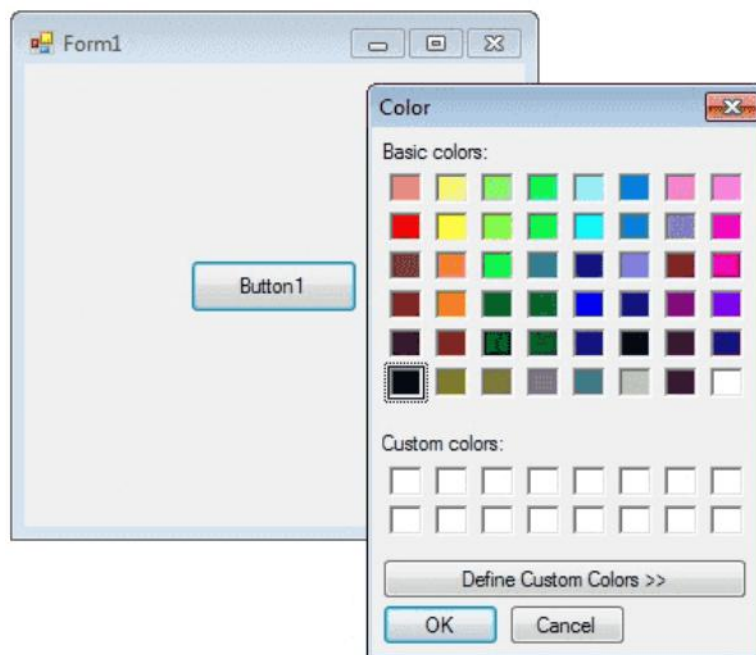 Form1
Color
Basic colors:
Button1
Custom colors:
Define Custom Colors >>
OK
Cancel